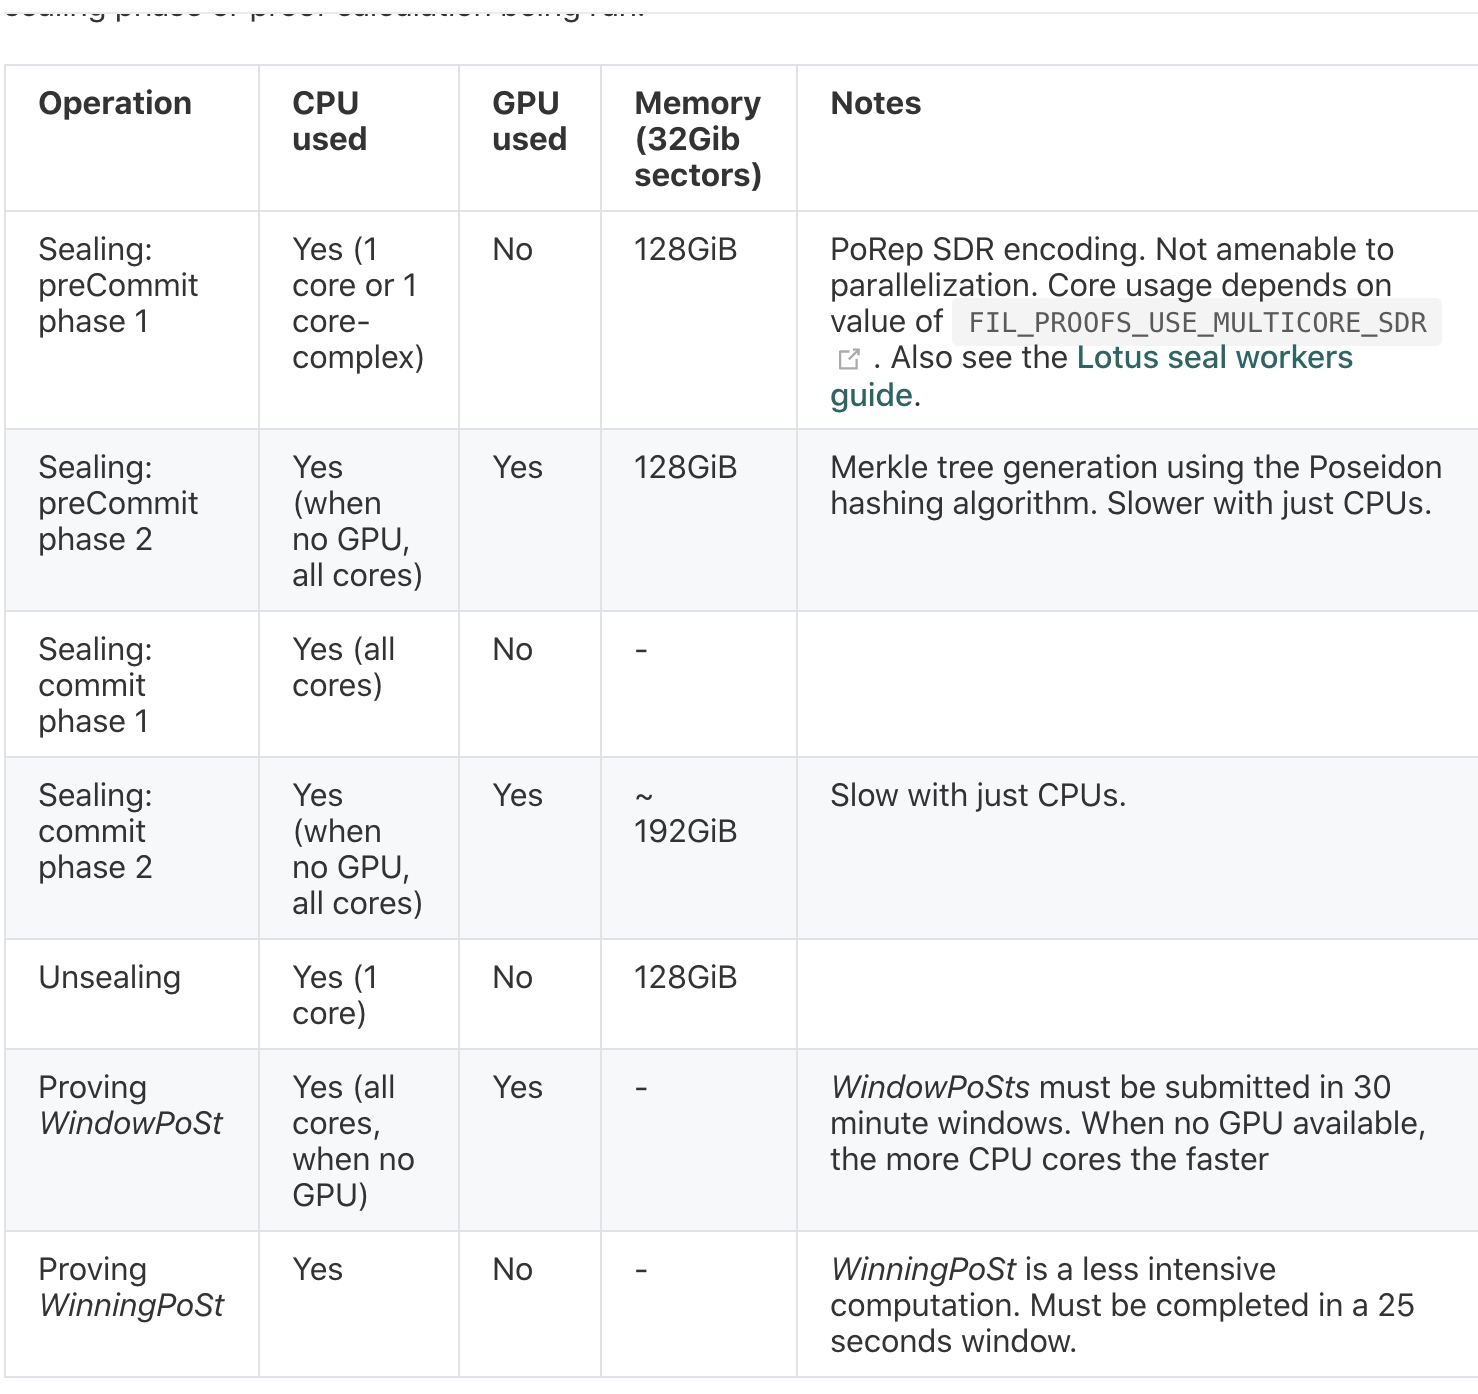 sealing phase or proof calculation being run.
Operation
CPU
used
GPU
used
Memory
(32Gib
sectors)
Notes
Sealing:
preCommit
phase 1
Yes (1
core or 1
core-
complex)
No
128GiB
PoRep SDR encoding. Not amenable to
parallelization. Core usage depends on
value of FIL_PROOFS_USE_MULTICORE_SDR
. Also see the Lotus seal workers
guide.
Sealing:
preCommit
phase 2
Yes
(when
no GPU,
all cores)
Yes
128GiB
Merkle tree generation using the Poseidon
hashing algorithm. Slower with just CPUs.
Sealing:
commit
phase 1
Yes (all
cores)
No
-
Sealing:
commit
phase 2
Yes
(when
no GPU,
all cores)
Yes
~
192GiB
Slow with just CPUs.
Unsealing
Yes (1
core)
No
128GiB
Proving
WindowPoSt
Yes (all
cores,
when no
GPU)
Yes
-
WindowPoSts must be submitted in 30
minute windows. When no GPU available,
the more CPU cores the faster
Proving
WinningPoSt
Yes
No
-
WinningPoSt is a less intensive
computation. Must be completed in a 25
seconds window.